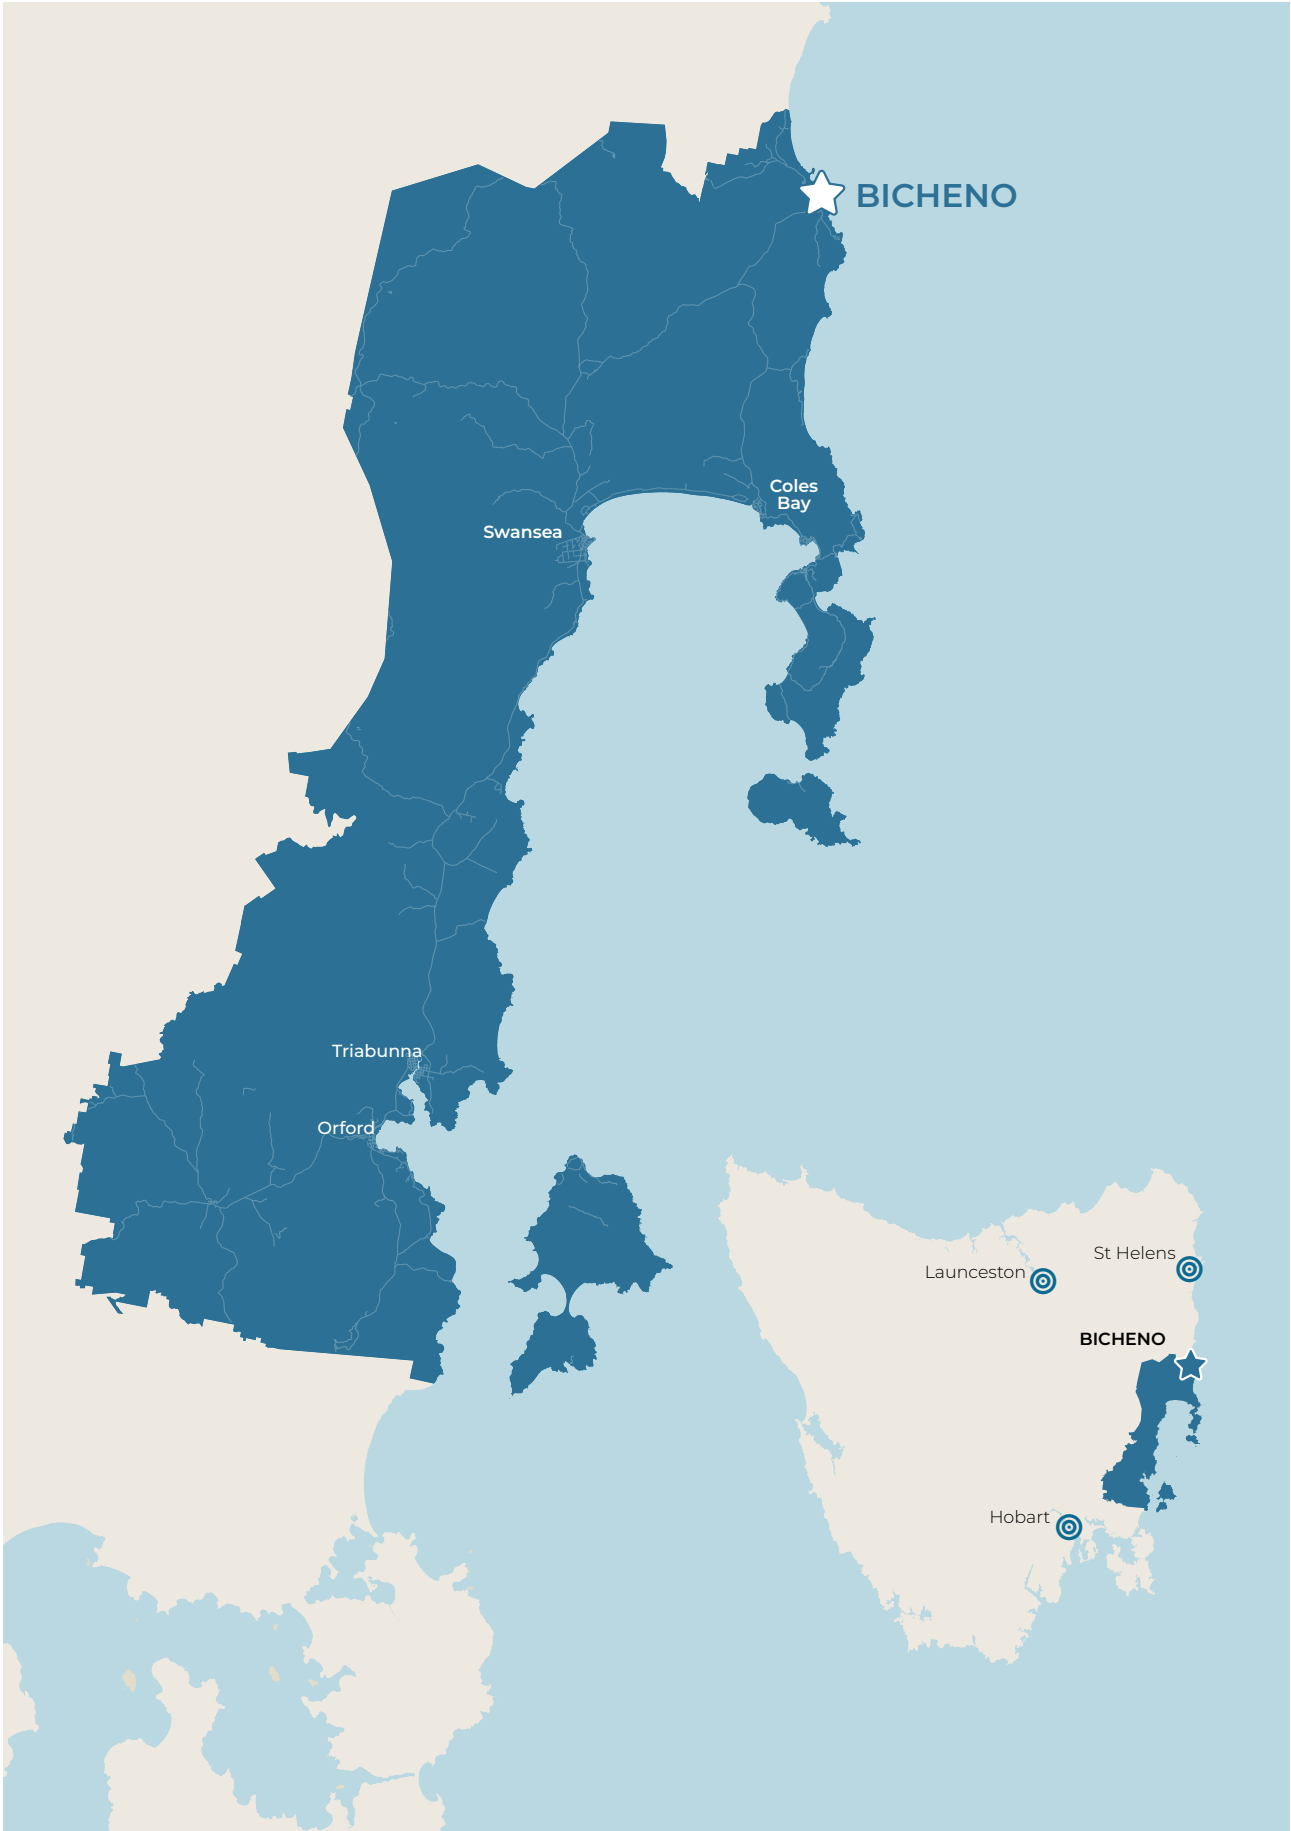 BICHENO
Coles
Bay
Swansea
Triabunna
Orford
St Helens
Launceston
BICHENO
Hobart